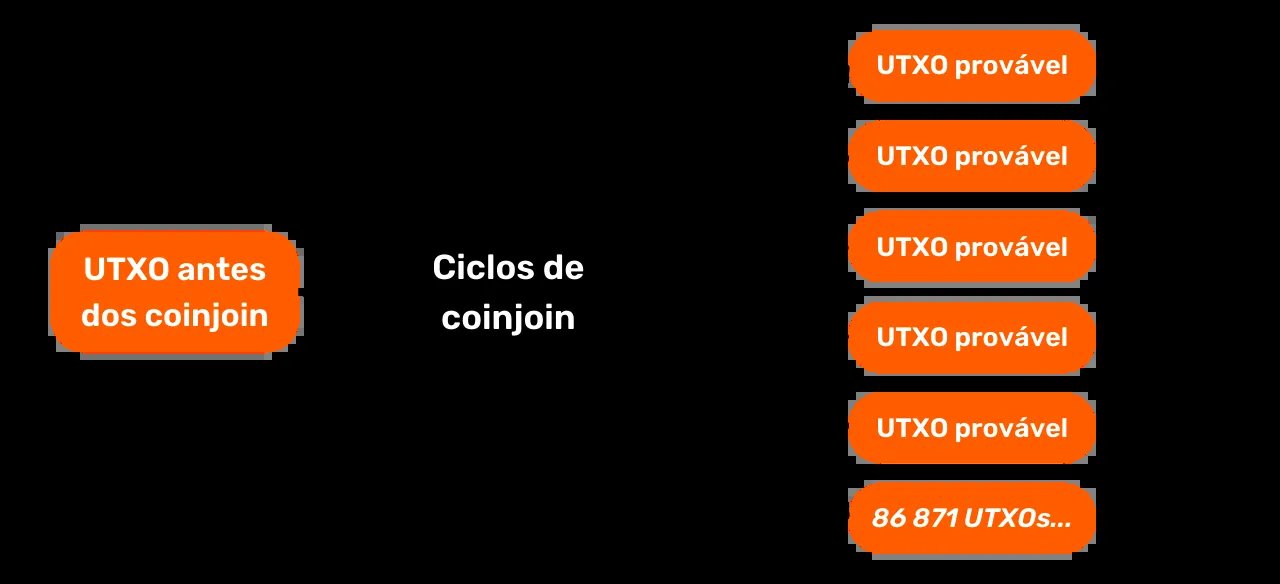 UTXO antes
dos coinjoin
Ciclos de
coinjoin
UTXO provável
UTXO provável
UTXO provável
UTXO provável
UTXO provável
86 871 UTXOs...